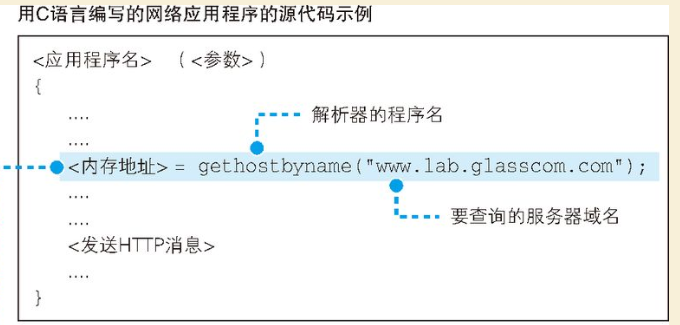 用C语言编写的网络应用程序的源代码示例
<应用程序名> （<参数>）
{
....
解析器的程序名
....
<内存地址> = gethostbyname("www.lab.glasscom.com");
....
....
要查询的服务器域名
<发送HTTP消息>
....
}